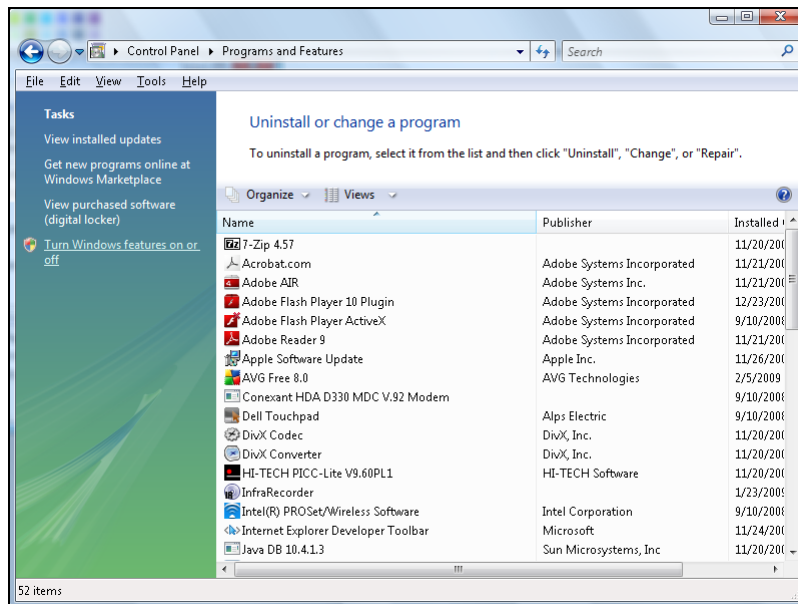 Control Panel Programs and Features Search
File Edit View Tools Help
Tasks
View installed updates
Get new programs online at
Windows Marketplace
View purchased software
(digital locker)
Turn Windows features on or
off
Uninstall or change a program
To uninstall a program, select it from the list and then click "Uninstall", "Change", or "Repair".
Organize Views
Name Publisher Installed
7-Zip 4.57 11/20/200
Acrobat.com Adobe Systems Incorporated 11/21/200
Adobe AIR Adobe Systems Inc. 11/21/200
Adobe Flash Player 10 Plugin Adobe Systems Incorporated 12/23/200
Adobe Flash Player ActiveX Adobe Systems Incorporated 9/10/2008
Adobe Reader 9 Adobe Systems Incorporated 11/21/200
Apple Software Update Apple Inc. 11/26/200
AVG Free 8.0 AVG Technologies 2/5/2009
Conexant HDA D330 MDC V.92 Modem 9/10/2008
Dell Touchpad Alps Electric 9/10/2008
DivX Codec DivX, Inc. 11/20/200
DivX Converter DivX, Inc. 11/20/200
HI-TECH PICC-Lite V9.60PL1 HI-TECH Software 11/20/200
InfraRecorder 1/23/2009
Intel(R) PROSet/Wireless Software Intel Corporation 9/10/2008
Internet Explorer Developer Toolbar Microsoft 11/24/200
Java DB 10.4.1.3 Sun Microsystems, Inc 11/20/200
52 items